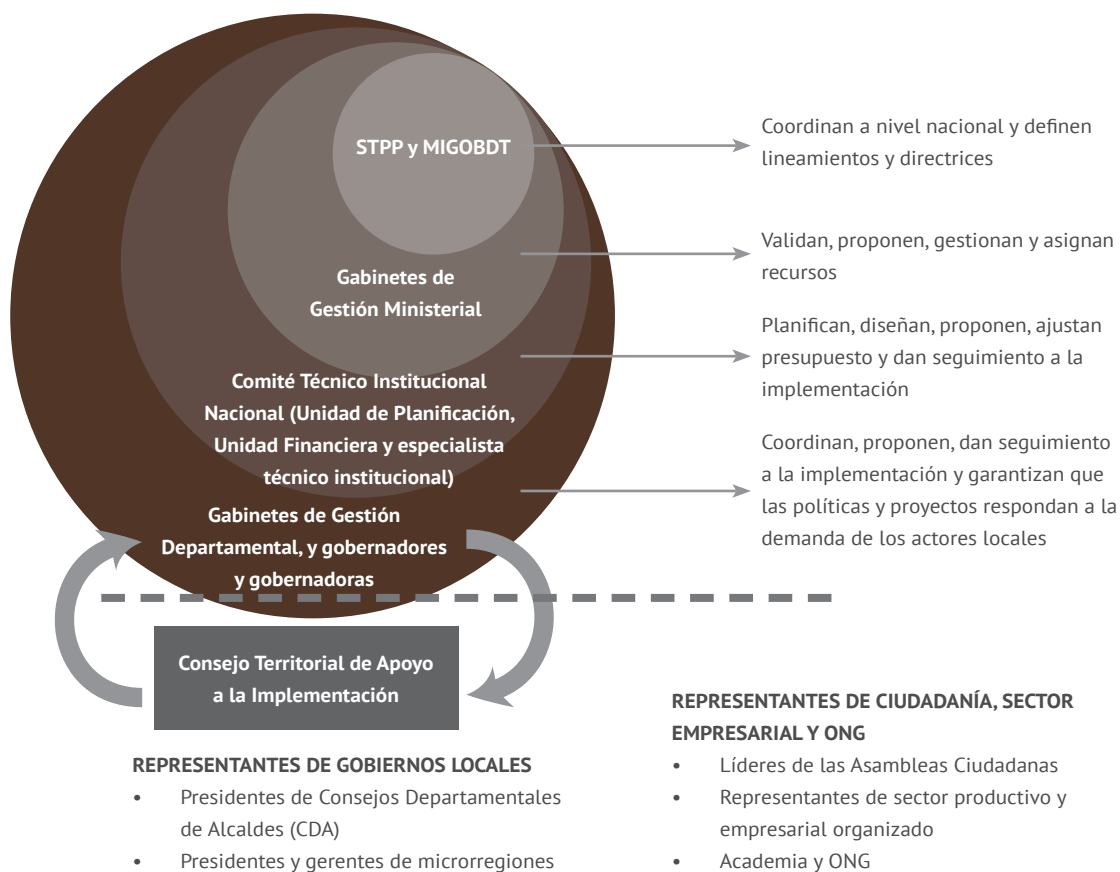 STPP y MIGOBDT
Coordinan a nivel nacional y definen
lineamientos y directrices
Gabinetes de
Gestión Ministerial
Validan, proponen, gestionan y asignan
recursos
Comité Técnico Institucional
Nacional (Unidad de Planificación,
Unidad Financiera y especialista
técnico institucional)
Planifican, diseñan, proponen, ajustan
presupuesto y dan seguimiento a la
implementación
Gabinetes de Gestión
Departamental, y gobernadores
y gobernadoras
Coordinan, proponen, dan seguimiento
a la implementación y garantizan que
las políticas y proyectos respondan a la
demanda de los actores locales
Consejo Territorial de Apoyo
a la Implementación
REPRESENTANTES DE GOBIERNOS LOCALES
• Presidentes de Consejos Departamentales
de Alcaldes (CDA)
• Presidentes y gerentes de microrregiones
REPRESENTANTES DE CIUDADANÍA, SECTOR
EMPRESARIAL Y ONG
• Líderes de las Asambleas Ciudadanas
• Representantes de sector productivo y
empresarial organizado
• Academia y ONG